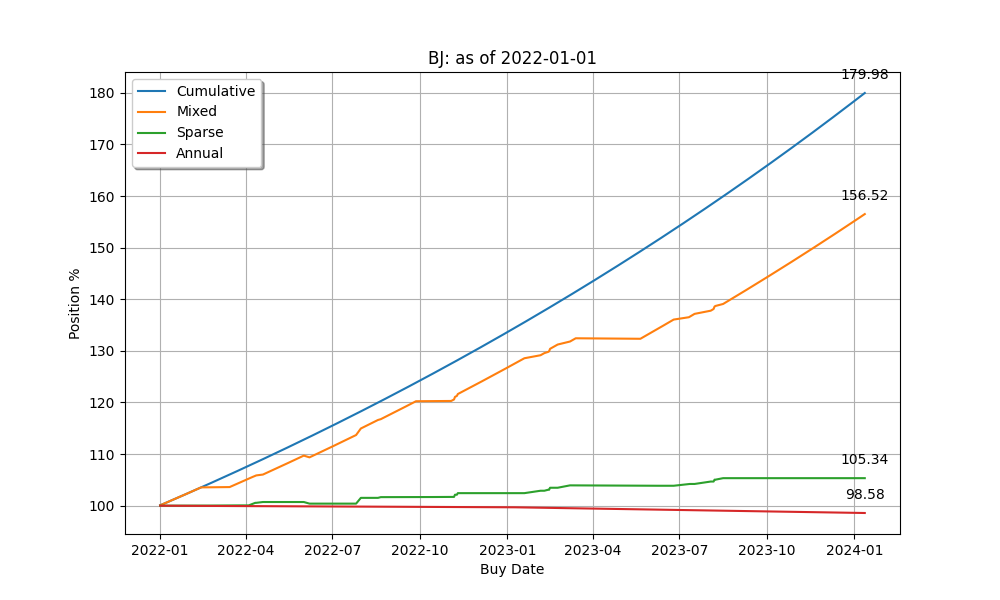 BJ: as of 2022-01-01
179.98
180
Cumulative
Mixed
Sparse
Annual
170
160
156.52
150
140
130
120
110
105.34
100
98.58
Position %
2022-01 2022-04 2022-07 2022-10 2023-01 2023-04 2023-07 2023-10 2024-01
Buy Date